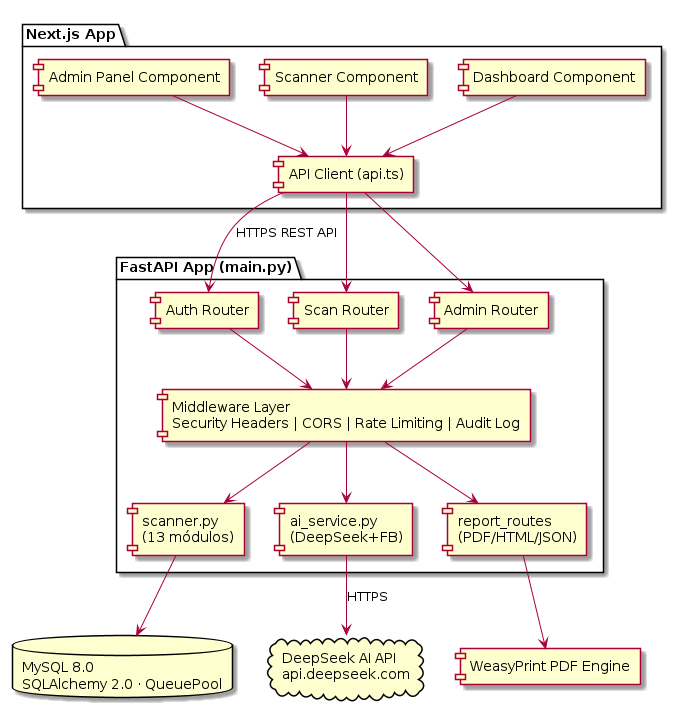 Next.js App
Admin Panel Component
Scanner Component
Dashboard Component
API Client (api.ts)
HTTPS REST API
FastAPI App (main.py)
Auth Router
Scan Router
Admin Router
Middleware Layer
Security Headers | CORS | Rate Limiting | Audit Log
scanner.py
(13 módulos)
ai_service.py
(DeepSeek+FB)
report_routes
(PDF/HTML/JSON)
HTTPS
MySQL 8.0
SQLAlchemy 2.0 · QueuePool
DeepSeek AI API
api.deepseek.com
WeasyPrint PDF Engine